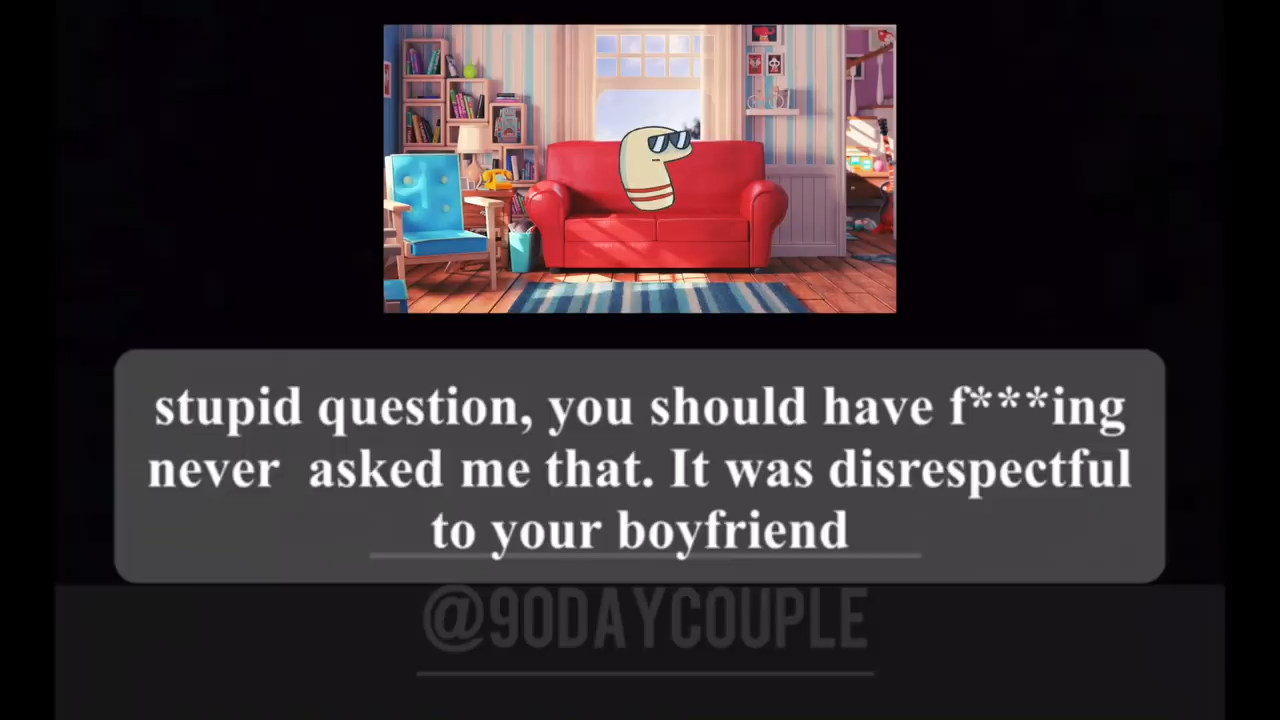 stupid question, you should have f***ing
never  asked me that. It was disrespectful
to your boyfriend
@90DAYCOUPLE